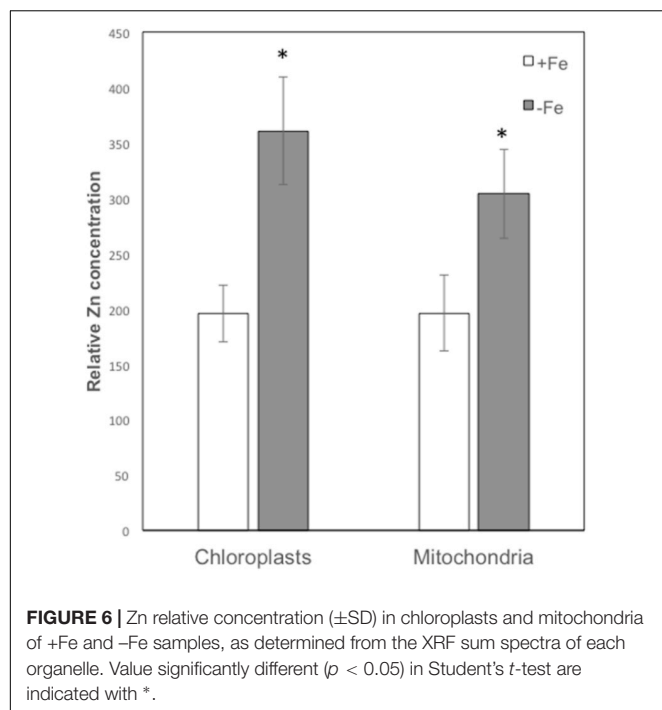 450
400
350
300
250
200
150
100
50
0
Relative Zn concentration
*
*
+Fe
-Fe
Chloroplasts
Mitochondria
FIGURE 6 | Zn relative concentration (±SD) in chloroplasts and mitochondria
of +Fe and –Fe samples, as determined from the XRF sum spectra of each
organelle. Value significantly different (p < 0.05) in Student's t-test are
indicated with *.